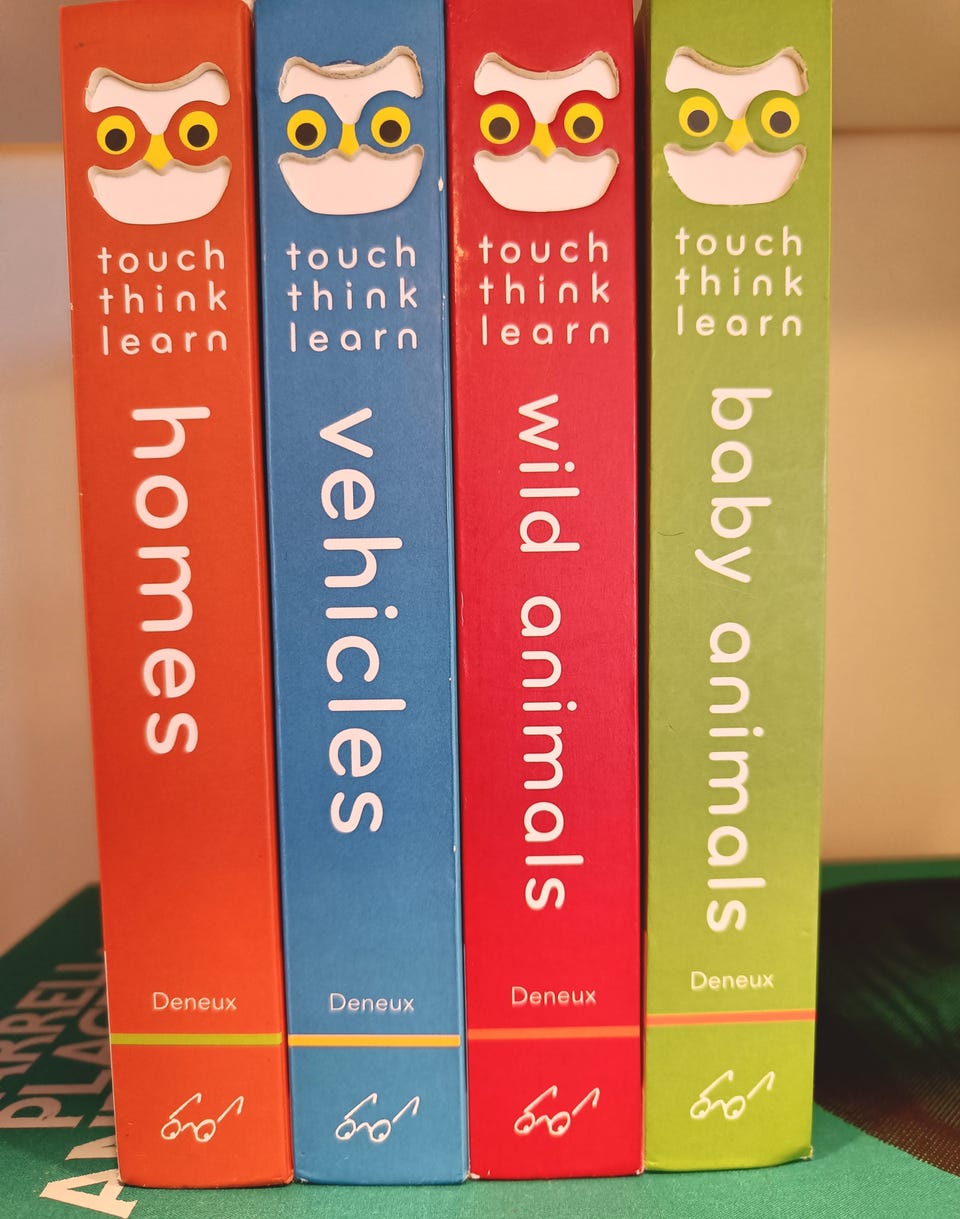 touch
think
learn
homes
Deneux
touch
think
learn
vehicles
Deneux
touch
think
learn
wild animals
Deneux
touch
think
learn
baby animals
Deneux